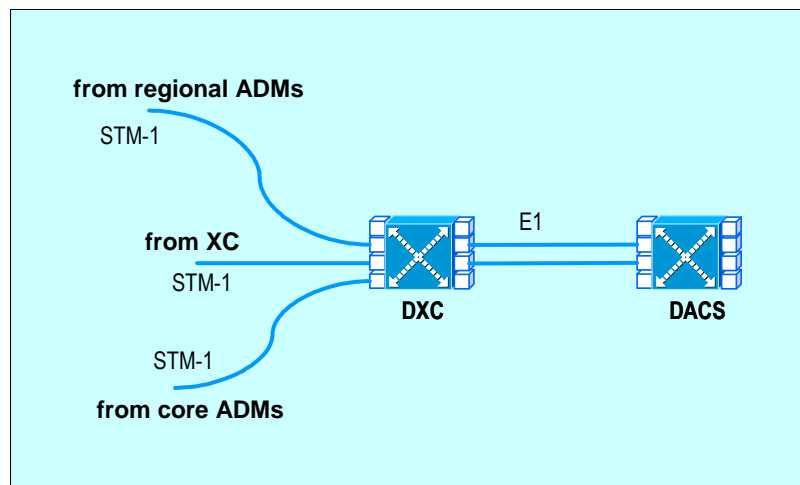 from regional ADMs
STM-1
E1
from XC
STM-1
DXC
DACS
STM-1
from core ADMs